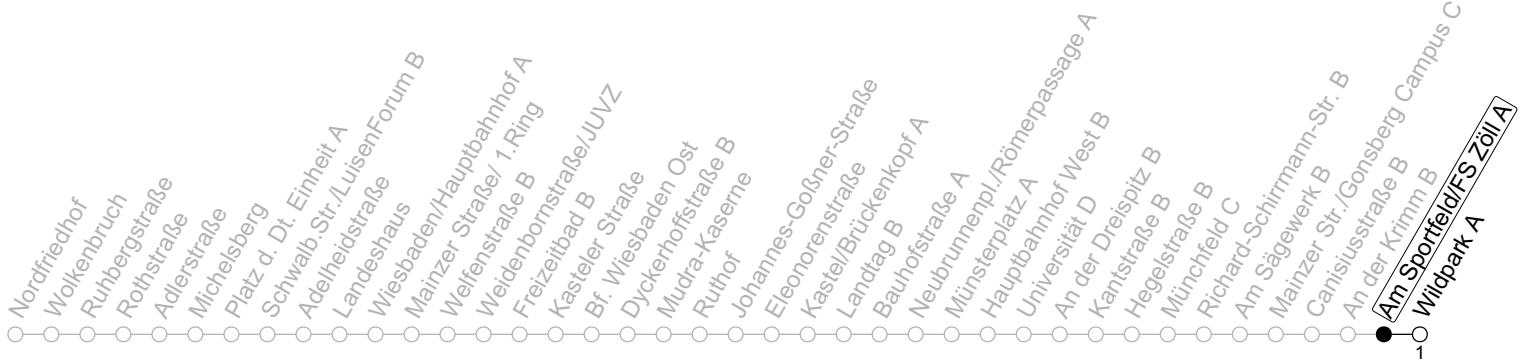 Nordfriedhof
Wolkenbruch
Ruhbergstraße
Rothstraße
Adlerstraße
Michelsberg
Platz d. Dt. Einheit A
Schwalb.Str./LuisenForum B
Adelheidstraße
Landeshaus
Wiesbaden/Hauptbahnhof A
Mainzer Straße/ 1.Ring
Welfenstraße B
Weidenbornstraße/JUVZ
Freizeitbad B
Kasteler Straße
Bf. Wiesbaden Ost
Dyckerhoffstraße B
Mudra-Kaserne
Ruthof
Johannes-Goßner-Straße
Eleonorenstraße
Kastel/Brückenkopf A
Landtag B
Bauhofstraße A
Neubrunnenpl./Römerpassage A
Münsterplatz A
Hauptbahnhof West B
Universität D
An der Dreispitz B
Kantstraße B
Hegelstraße B
Münchfeld C
Richard-Schirrmann-Str. B
Am Sägewerk B
Mainzer Str./Gonsberg Campus C
Canisiusstraße B
An der Krimm B
Am Sportfeld/FS Zöll A
Wildpark A
1